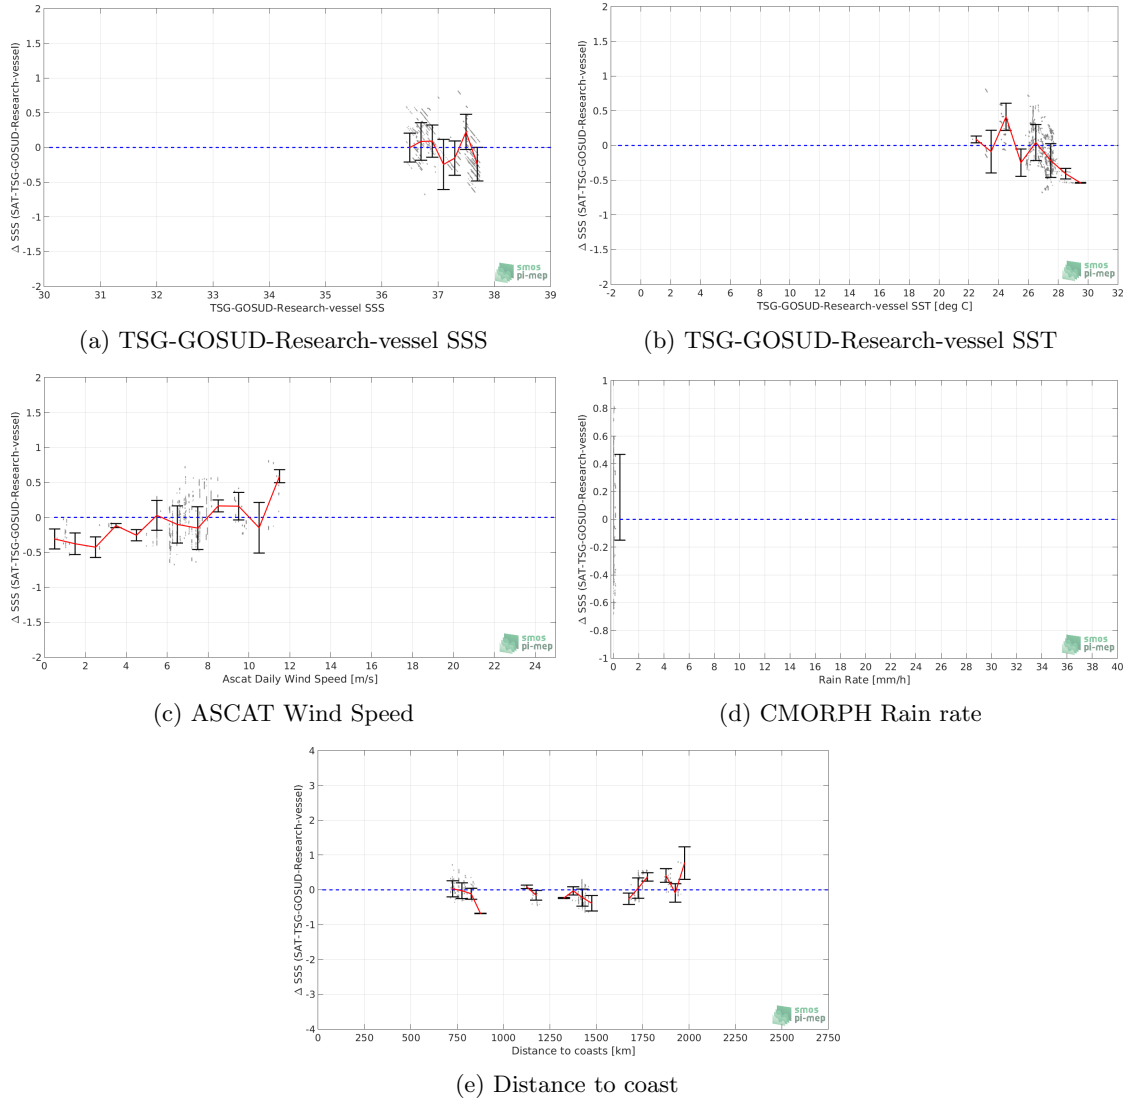 Δ SSS (SAT-TSG-GOSUD-Research-vessel)
2
1.5
1
0.5
0
-0.5
-1
-1.5
-2
30 31 32 33 34 35 36 37 38 39
TSG-GOSUD-Research-vessel SSS
smos
pi-mep
(a) TSG-GOSUD-Research-vessel SSS
Δ SSS (SAT-TSG-GOSUD-Research-vessel)
2
1.5
1
0.5
0
-0.5
-1
-1.5
-2
-2 0 2 4 6 8 10 12 14 16 18 20 22 24 26 28 30 32
TSG-GOSUD-Research-vessel SST [deg C]
smos
pi-mep
(b) TSG-GOSUD-Research-vessel SST
Δ SSS (SAT-TSG-GOSUD-Research-vessel)
2
1.5
1
0.5
0
-0.5
-1
-1.5
-2
0 2 4 6 8 10 12 14 16 18 20 22 24
Ascat Daily Wind Speed [m/s]
smos
pi-mep
(c) ASCAT Wind Speed
Δ SSS (SAT-TSG-GOSUD-Research-vessel)
1
0.8
0.6
0.4
0.2
0
-0.2
-0.4
-0.6
-0.8
-1
0 2 4 6 8 10 12 14 16 18 20 22 24 26 28 30 32 34 36 38 40
Rain Rate [mm/h]
smos
pi-mep
(d) CMORPH Rain rate
Δ SSS (SAT-TSG-GOSUD-Research-vessel)
4
3
2
1
0
-1
-2
-3
-4
0 250 500 750 1000 1250 1500 1750 2000 2250 2500 2750
Distance to coasts [km]
smos
pi-mep
(e) Distance to coast